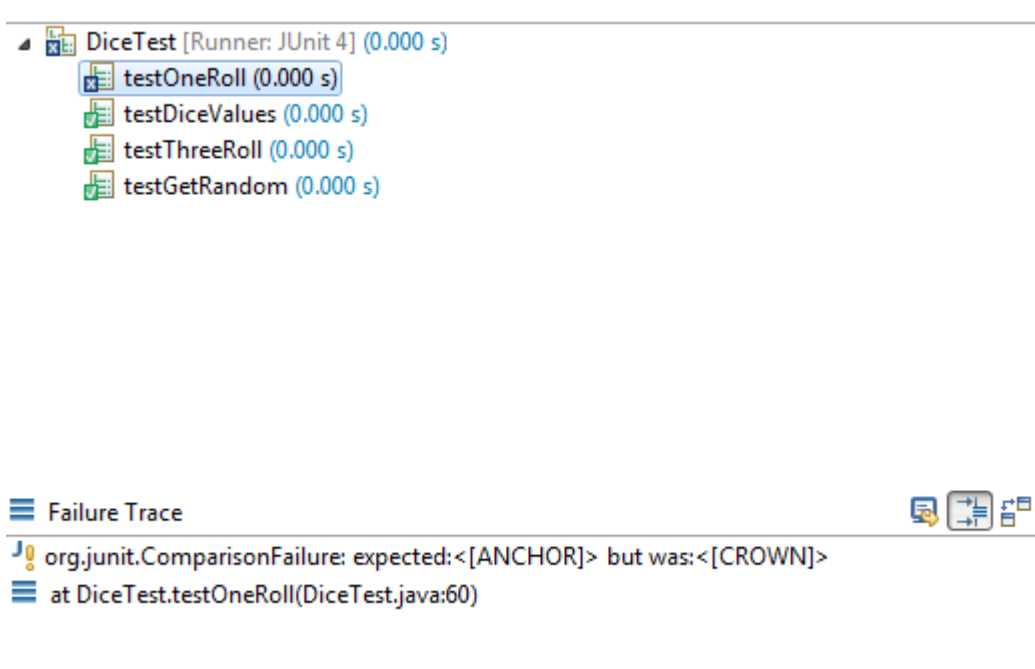 DiceTest [Runner: JUnit 4] (0.000 s)
testOneRoll (0.000 s)
testDiceValues (0.000 s)
testThreeRoll (0.000 s)
testGetRandom (0.000 s)
Failure Trace
org.junit.ComparisonFailure: expected:<[ANCHOR]> but was:<[CROWN]>
at DiceTest.testOneRoll(DiceTest.java:60)